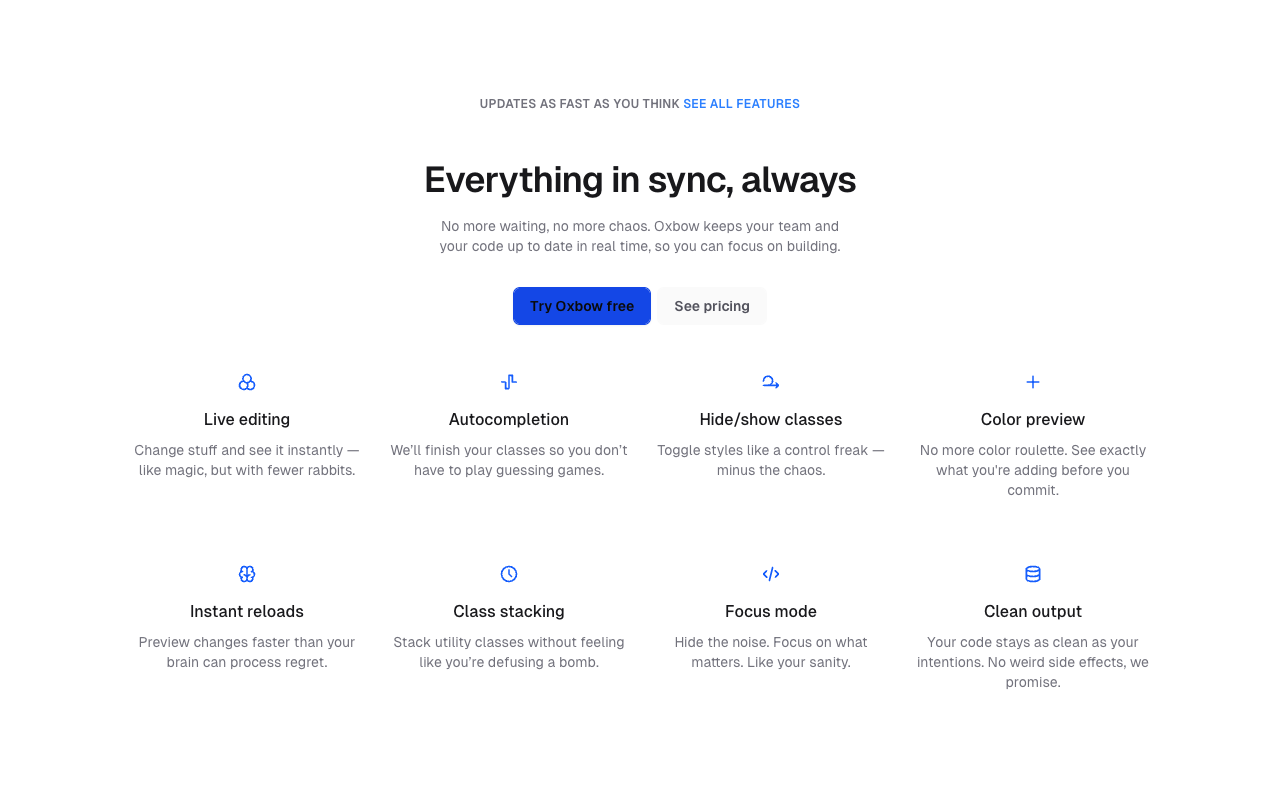 UPDATES AS FAST AS YOU THINK SEE ALL FEATURES
Everything in sync, always
No more waiting, no more chaos. Oxbow keeps your team and
your code up to date in real time, so you can focus on building.
Try Oxbow free
See pricing
Live editing
Change stuff and see it instantly —
like magic, but with fewer rabbits.
Autocompletion
We’ll finish your classes so you don’t
have to play guessing games.
Hide/show classes
Toggle styles like a control freak —
minus the chaos.
Color preview
No more color roulette. See exactly
what you're adding before you
commit.
Instant reloads
Preview changes faster than your
brain can process regret.
Class stacking
Stack utility classes without feeling
like you’re defusing a bomb.
Focus mode
Hide the noise. Focus on what
matters. Like your sanity.
Clean output
Your code stays as clean as your
intentions. No weird side effects, we
promise.